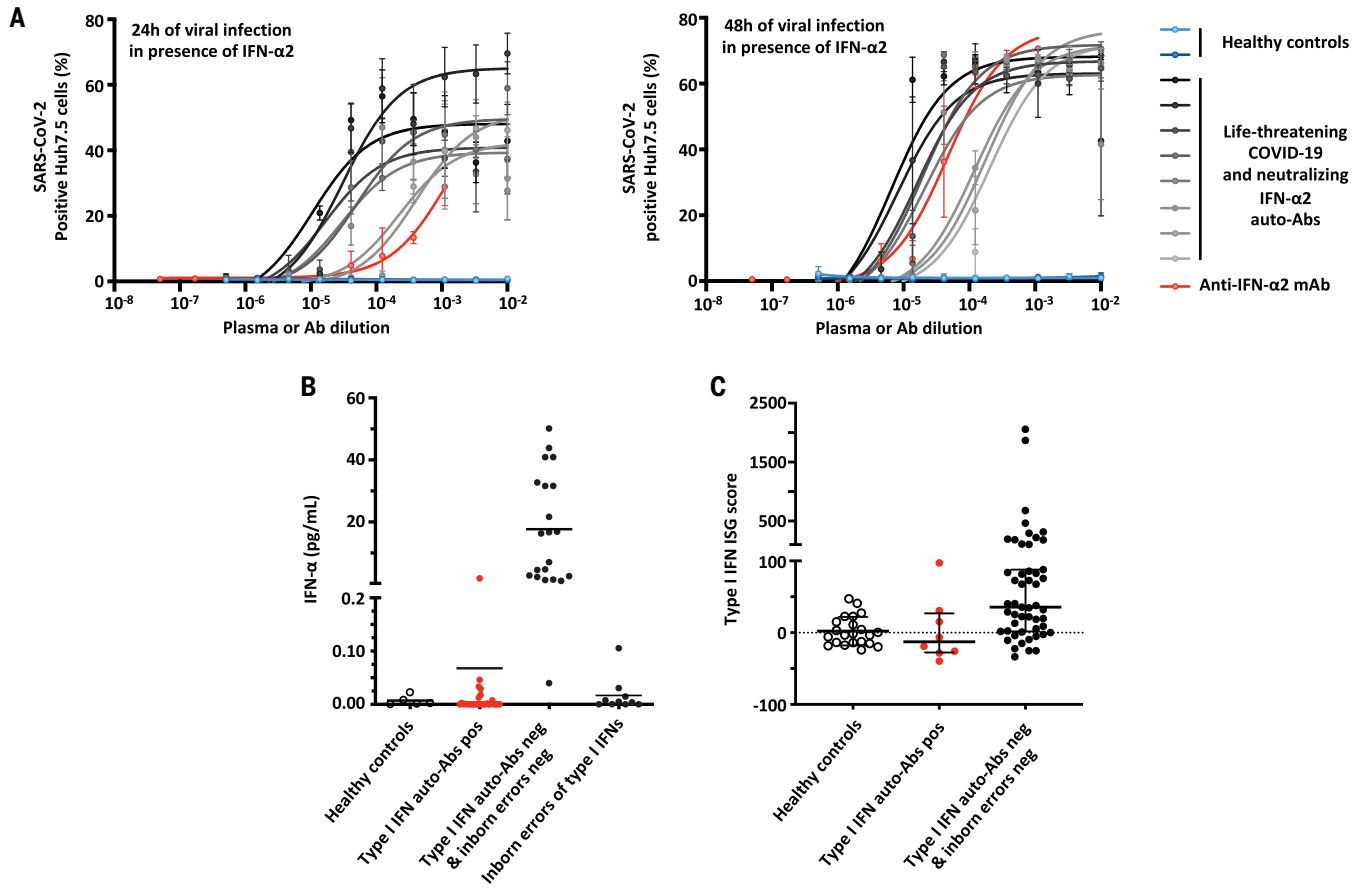 A
24h of viral infection
in presence of IFN-α2
SARS-CoV-2
Positive Huh7.5 cells (%)
80
60
40
20
0
10-8
10-7
10-6
10-5
10-4
10-3
10-2
Plasma or Ab dilution
48h of viral infection
in presence of IFN-α2
SARS-CoV-2
positive Huh7.5 cells (%)
80
60
40
20
0
10-8
10-7
10-6
10-5
10-4
10-3
10-2
Plasma or Ab dilution
Healthy controls
Life-threatening
COVID-19
and neutralizing
IFN-α2
auto-Abs
Anti-IFN-α2 mAb
B
IFN-α (pg/mL)
60
40
20
0.2
0.10
0.00
Healthy controls
Type I IFN auto-Abs pos
Type I IFN auto-Abs neg
& inborn errors neg
Inborn errors of type I IFNs
C
Type I IFN ISG score
2500
1500
500
100
0
-100
Healthy controls
Type I IFN auto-Abs pos
Type I IFN auto-Abs neg
& inborn errors neg